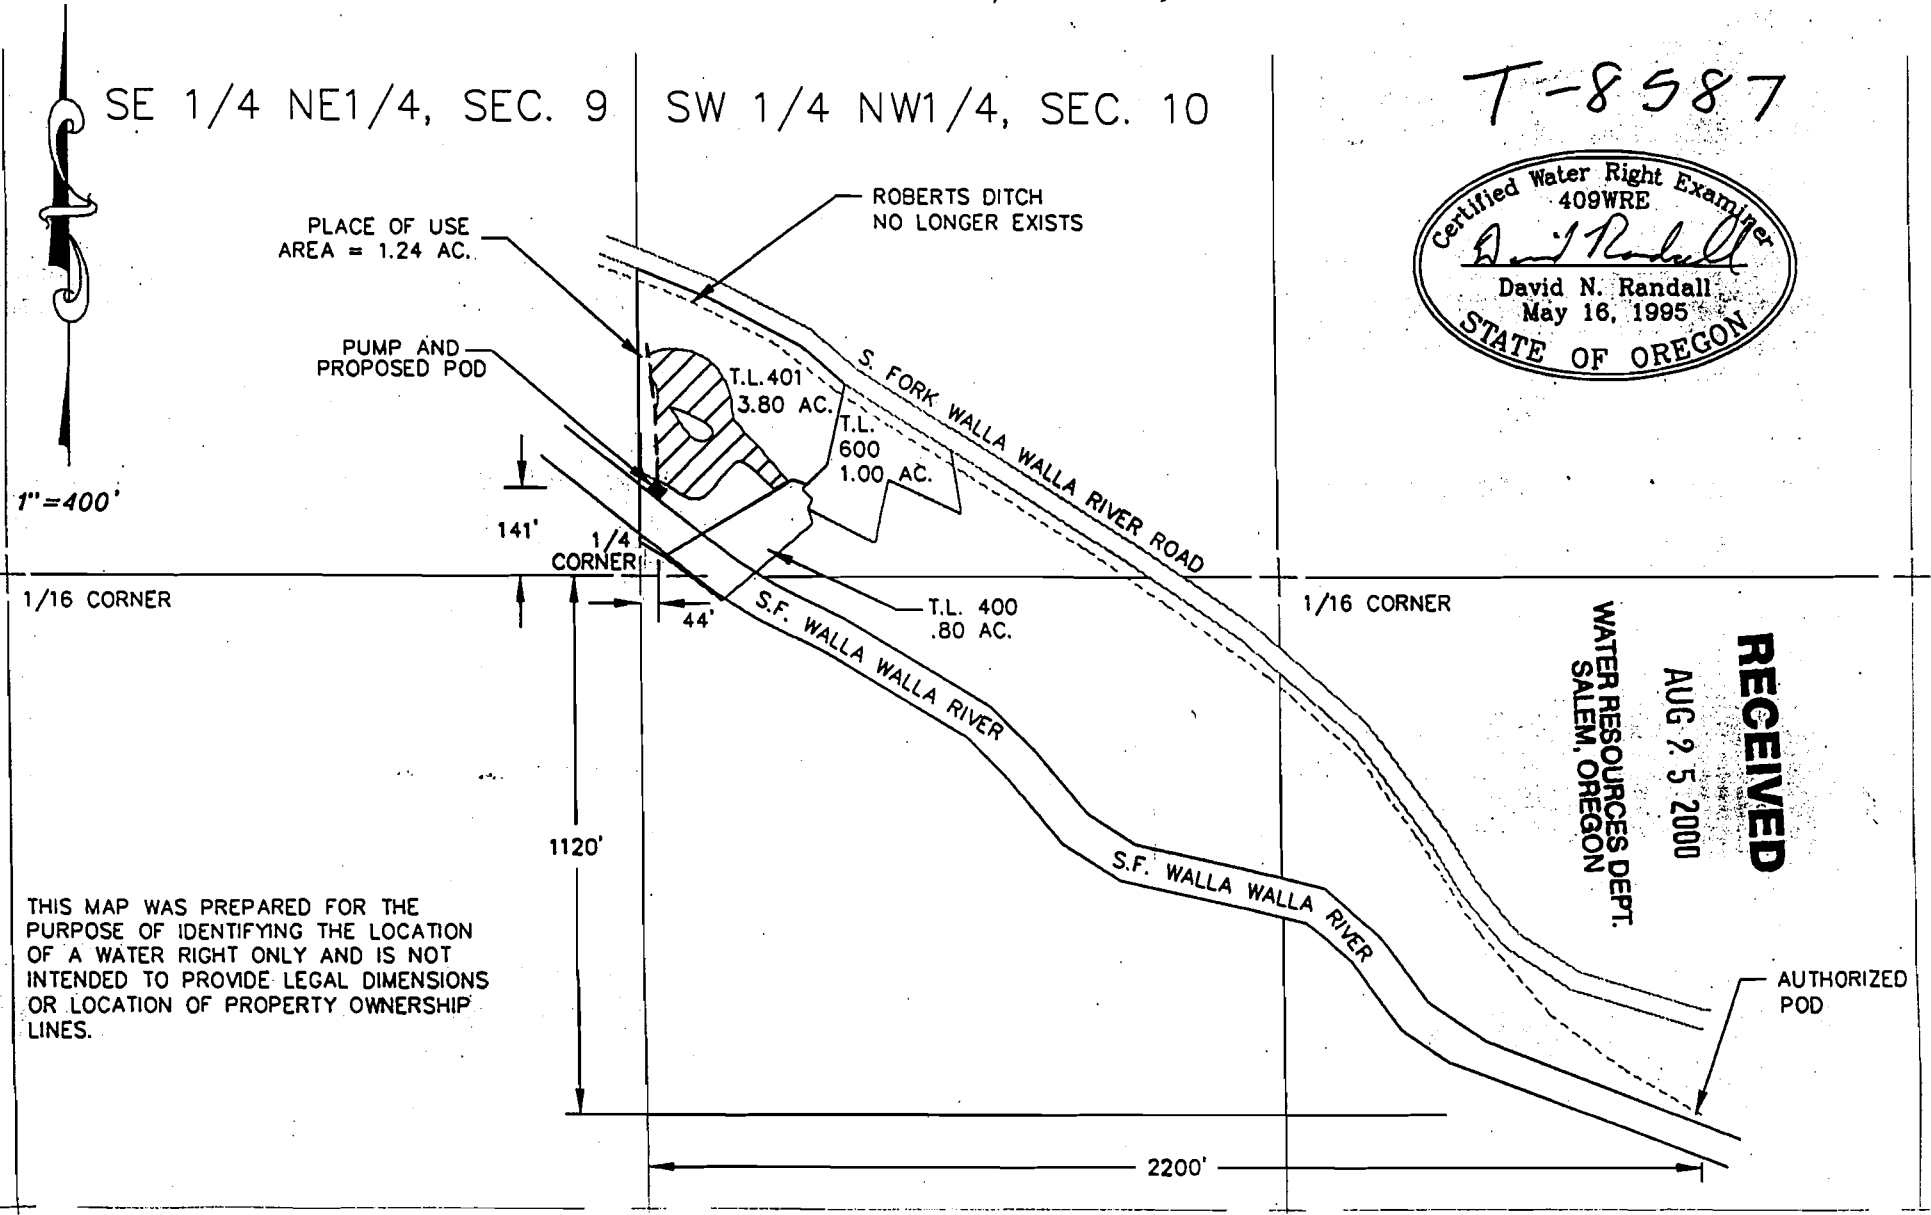 SE 1/4 NE1/4, SEC. 9
SW 1/4 NW1/4, SEC. 10
T-8587
Certified Water Right Examiner
409WRE
David Randall
David N. Randall
May 16, 1995
STATE OF OREGON
ROBERTS DITCH
NO LONGER EXISTS
PLACE OF USE
AREA = 1.24 AC.
PUMP AND
PROPOSED POD
T.L.401
3.80 AC.
T.L.
600
1.00 AC.
S. FORK WALLA WALLA RIVER ROAD
1"=400'
141'
1/4
CORNER
1/16 CORNER
44'
T.L. 400
.80 AC.
1/16 CORNER
S.F. WALLA WALLA RIVER
1120'
S.F. WALLA WALLA RIVER
RECEIVED
AUG 25 2000
WATER RESOURCES DEPT.
SALEM, OREGON
THIS MAP WAS PREPARED FOR THE
PURPOSE OF IDENTIFYING THE LOCATION
OF A WATER RIGHT ONLY AND IS NOT
INTENDED TO PROVIDE LEGAL DIMENSIONS
OR LOCATION OF PROPERTY OWNERSHIP
LINES.
AUTHORIZED
POD
2200'